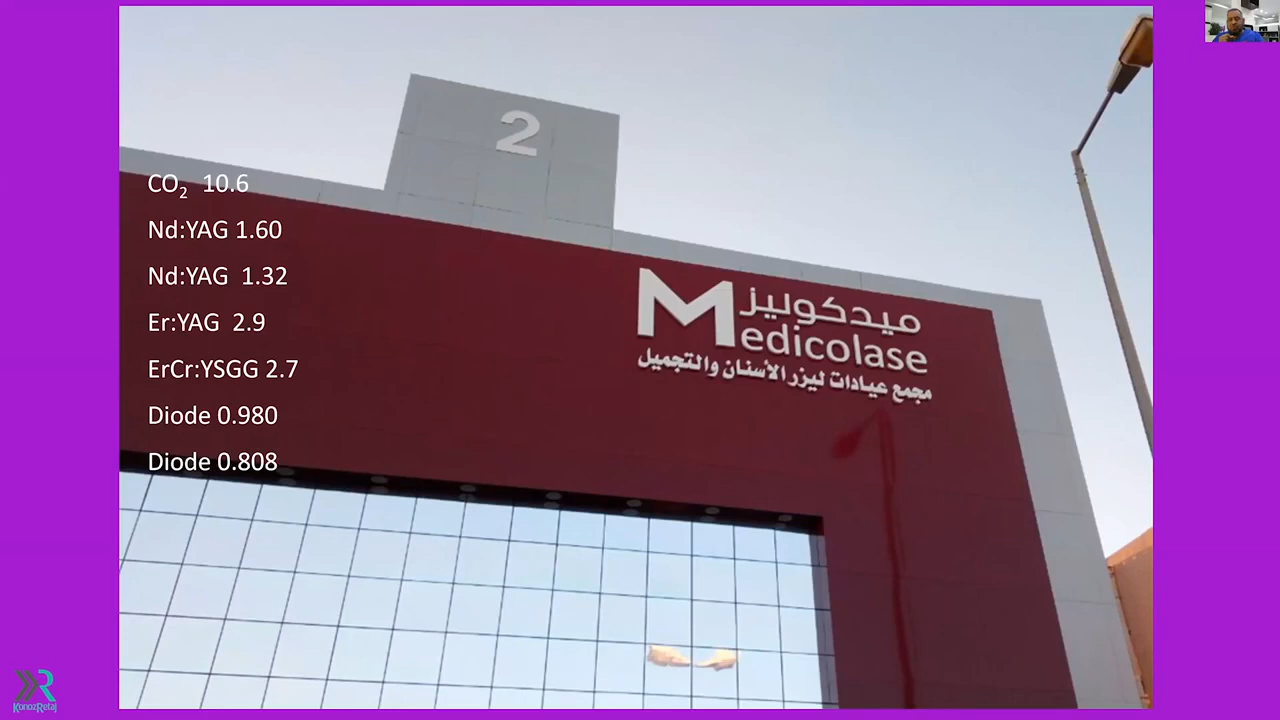 2
CO2 10.6
Nd:YAG 1.60
Nd:YAG 1.32
Er:YAG 2.9
ErCr:YSGG 2.7
Diode 0.980
Diode 0.808
ميدكوليز
Medicolase
مجمع عيادات ليزر الأسنان والتجميل
KonozRetaj